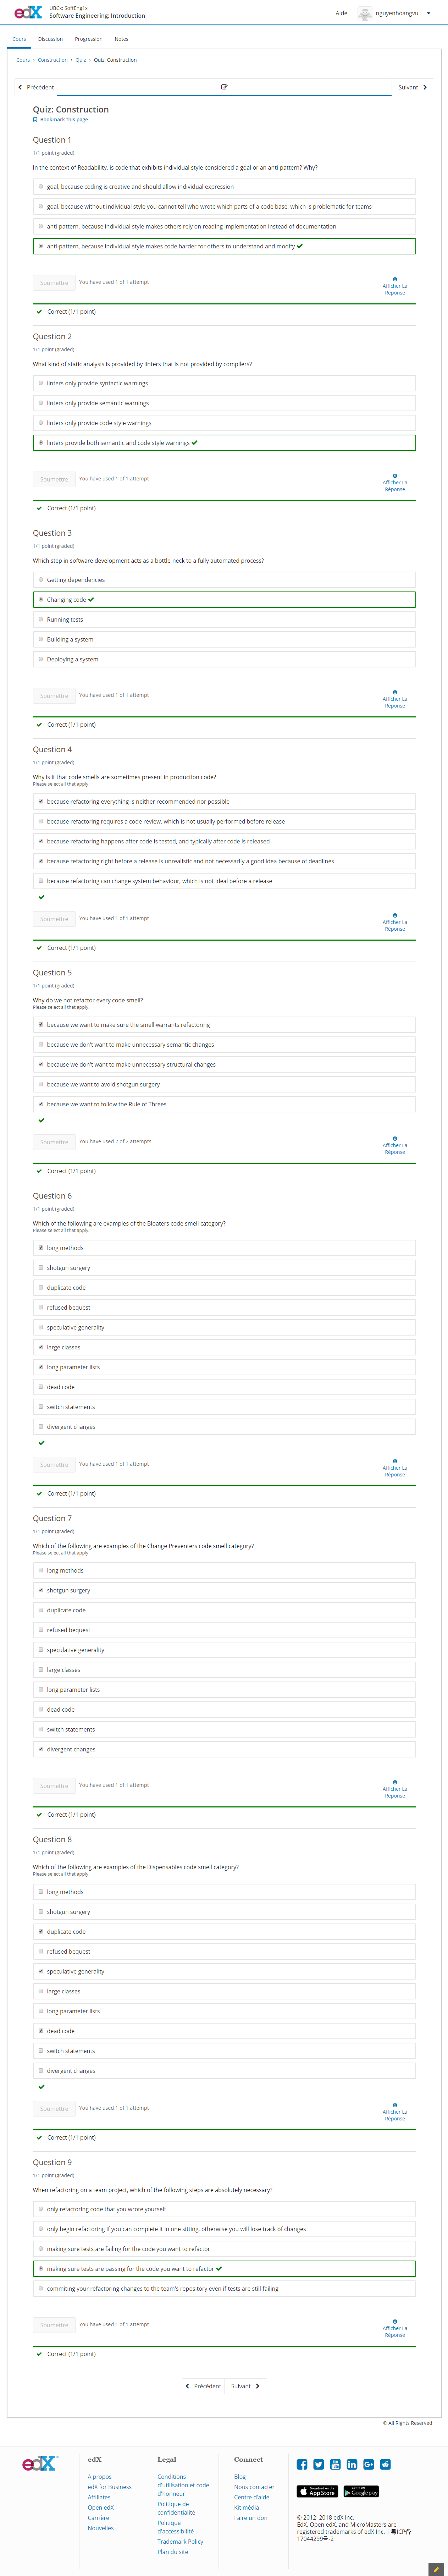 edX
UBCx: SoftEng1x
Software Engineering: Introduction
Aide
nguyenhoangvu
Cours
Discussion
Progression
Notes
Cours > Construction > Quiz > Quiz: Construction
Précédent
Suivant
Quiz: Construction
Bookmark this page
Question 1
1/1 point (graded)
In the context of Readability, is code that exhibits individual style considered a goal or an anti-pattern? Why?
goal, because coding is creative and should allow individual expression
goal, because without individual style you cannot tell who wrote which parts of a code base, which is problematic for teams
anti-pattern, because individual style makes others rely on reading implementation instead of documentation
anti-pattern, because individual style makes code harder for others to understand and modify
Soumettre
You have used 1 of 1 attempt
Afficher La
Réponse
Correct (1/1 point)
Question 2
1/1 point (graded)
What kind of static analysis is provided by linters that is not provided by compilers?
linters only provide syntactic warnings
linters only provide semantic warnings
linters only provide code style warnings
linters provide both semantic and code style warnings
Soumettre
You have used 1 of 1 attempt
Afficher La
Réponse
Correct (1/1 point)
Question 3
1/1 point (graded)
Which step in software development acts as a bottle-neck to a fully automated process?
Getting dependencies
Changing code
Running tests
Building a system
Deploying a system
Soumettre
You have used 1 of 1 attempt
Afficher La
Réponse
Correct (1/1 point)
Question 4
1/1 point (graded)
Why is it that code smells are sometimes present in production code?
Please select all that apply.
because refactoring everything is neither recommended nor possible
because refactoring requires a code review, which is not usually performed before release
because refactoring happens after code is tested, and typically after code is released
because refactoring right before a release is unrealistic and not necessarily a good idea because of deadlines
because refactoring can change system behaviour, which is not ideal before a release
Soumettre
You have used 1 of 1 attempt
Afficher La
Réponse
Correct (1/1 point)
Question 5
1/1 point (graded)
Why do we not refactor every code smell?
Please select all that apply.
because we want to make sure the smell warrants refactoring
because we don't want to make unnecessary semantic changes
because we don't want to make unnecessary structural changes
because we want to avoid shotgun surgery
because we want to follow the Rule of Threes
Soumettre
You have used 2 of 2 attempts
Afficher La
Réponse
Correct (1/1 point)
Question 6
1/1 point (graded)
Which of the following are examples of the Bloaters code smell category?
Please select all that apply.
long methods
shotgun surgery
duplicate code
refused bequest
speculative generality
large classes
long parameter lists
dead code
switch statements
divergent changes
Soumettre
You have used 1 of 1 attempt
Afficher La
Réponse
Correct (1/1 point)
Question 7
1/1 point (graded)
Which of the following are examples of the Change Preventers code smell category?
Please select all that apply.
long methods
shotgun surgery
duplicate code
refused bequest
speculative generality
large classes
long parameter lists
dead code
switch statements
divergent changes
Soumettre
You have used 1 of 1 attempt
Afficher La
Réponse
Correct (1/1 point)
Question 8
1/1 point (graded)
Which of the following are examples of the Dispensables code smell category?
Please select all that apply.
long methods
shotgun surgery
duplicate code
refused bequest
speculative generality
large classes
long parameter lists
dead code
switch statements
divergent changes
Soumettre
You have used 1 of 1 attempt
Afficher La
Réponse
Correct (1/1 point)
Question 9
1/1 point (graded)
When refactoring on a team project, which of the following steps are absolutely necessary?
only refactoring code that you wrote yourself
only begin refactoring if you can complete it in one sitting, otherwise you will lose track of changes
making sure tests are failing for the code you want to refactor
making sure tests are passing for the code you want to refactor
commiting your refactoring changes to the team's repository even if tests are still failing
Soumettre
You have used 1 of 1 attempt
Afficher La
Réponse
Correct (1/1 point)
Précédent
Suivant
© All Rights Reserved
edX
edX
A propos
edX for Business
Affiliates
Open edX
Carrière
Nouvelles
Legal
Conditions
d'utilisation et code
d'honneur
Politique de
confidentialité
Politique
d'accessibilité
Trademark Policy
Plan du site
Connect
Blog
Nous contacter
Centre d'aide
Kit média
Faire un don
Download on the
App Store
GET IT ON
Google play
© 2012–2018 edX Inc.
EdX, Open edX, and MicroMasters are
registered trademarks of edX Inc. | 粤ICP备
17044299号-2